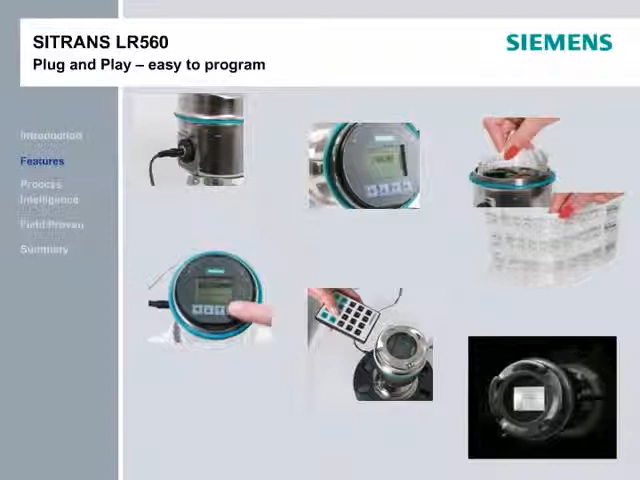 SITRANS LR560
SIEMENS
Plug and Play – easy to program
Introduction
Features
Process
Intelligence
Field Proven
Summary